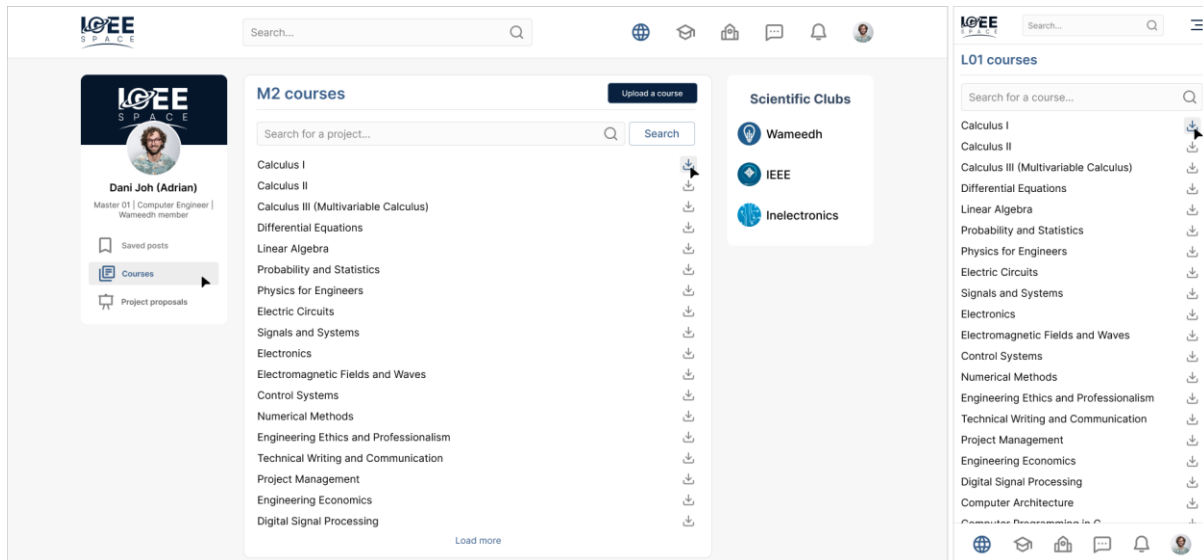 IGEE
SPACE
Search...
IGEE
SPACE
Dani Joh (Adrian)
Master 01 | Computer Engineer |
Wameedh member
Saved posts
Courses
Project proposals
M2 courses
Upload a course
Search for a project...
Search
Calculus I
Calculus II
Calculus III (Multivariable Calculus)
Differential Equations
Linear Algebra
Probability and Statistics
Physics for Engineers
Electric Circuits
Signals and Systems
Electronics
Electromagnetic Fields and Waves
Control Systems
Numerical Methods
Engineering Ethics and Professionalism
Technical Writing and Communication
Project Management
Engineering Economics
Digital Signal Processing
Load more
Scientific Clubs
Wameedh
IEEE
Inelectronics
IGEE
SPACE
Search...
L01 courses
Search for a course...
Calculus I
Calculus II
Calculus III (Multivariable Calculus)
Differential Equations
Linear Algebra
Probability and Statistics
Physics for Engineers
Electric Circuits
Signals and Systems
Electronics
Electromagnetic Fields and Waves
Control Systems
Numerical Methods
Engineering Ethics and Professionalism
Technical Writing and Communication
Project Management
Engineering Economics
Digital Signal Processing
Computer Architecture
Computer Programming in C